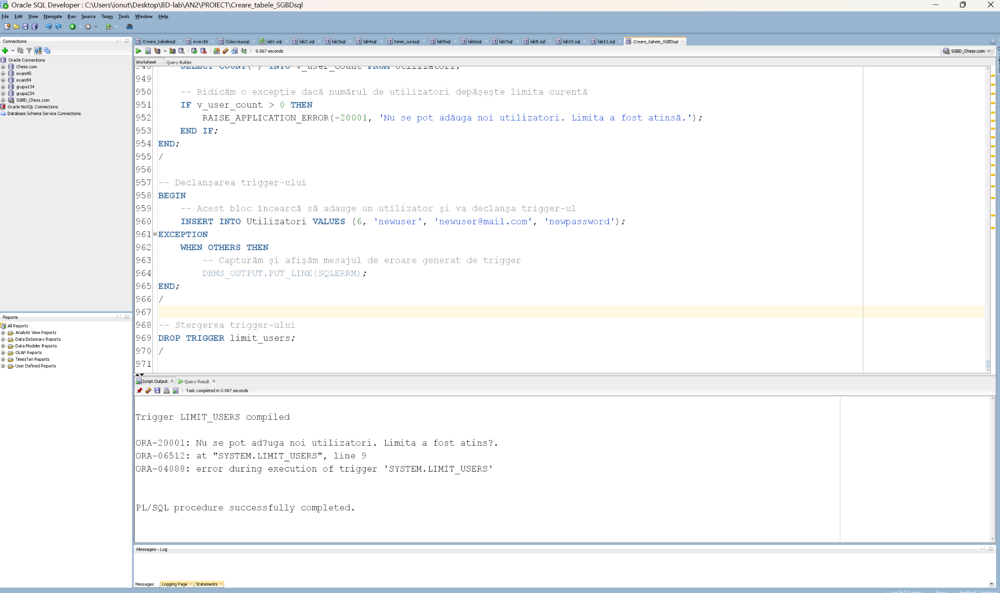 Oracle SQL Developer : C:\Users\ionut\Desktop\BD-lab\AN2\PROIECT\Creare_tabele_SGBDsql
File Edit View Navigate Run Source Team Tools Window Help
Connections
Oracle Connections
Chess.com
exam45
exam54
grupa134
grupa234
SGBD_Chess.com
Oracle NoSQL Connections
Database Schema Service Connections
Reports
All Reports
Analytic View Reports
Data Dictionary Reports
Data Modeler Reports
OLAP Reports
TimesTen Reports
User Defined Reports
Creare_tabelesql exercitii Colocviuusql lab1.sql lab2.sql lab3sql lab4sql teme_curssql lab5sql lab6sql lab7sql lab8.sql lab10.sql lab11,sql Creare_tabele_SGBDsql
0.067 seconds
SGBD_Chess.com
Worksheet Query Builder
948 SELECT COUNT(*) INTO v_user_count FROM Utilizatori;
949
950 -- Ridicăm o excepție dacă numărul de utilizatori depășește limita curentă
951 IF v_user_count > 0 THEN
952 RAISE_APPLICATION_ERROR(-20001, 'Nu se pot adăuga noi utilizatori. Limita a fost atinsă.');
953 END IF;
954 END;
955 /
956
957 -- Declanșarea trigger-ului
958 BEGIN
959 -- Acest bloc încearcă să adauge un utilizator și va declanșa trigger-ul
960 INSERT INTO Utilizatori VALUES (6, 'newuser', 'newuser@mail.com', 'newpassword');
961 EXCEPTION
962 WHEN OTHERS THEN
963 -- Capturăm și afișăm mesajul de eroare generat de trigger
964 DBMS_OUTPUT.PUT_LINE(SQLERRM);
965 END;
966 /
967
968 -- Stergerea trigger-ului
969 DROP TRIGGER limit_users;
970 /
971
Script Output Query Result
Task completed in 0.067 seconds
Trigger LIMIT_USERS compiled
ORA-20001: Nu se pot ad?uga noi utilizatori. Limita a fost atins?.
ORA-06512: at "SYSTEM.LIMIT_USERS", line 9
ORA-04088: error during execution of trigger 'SYSTEM.LIMIT_USERS'
PL/SQL procedure successfully completed.
Messages - Log
Messages Logging Page Statements